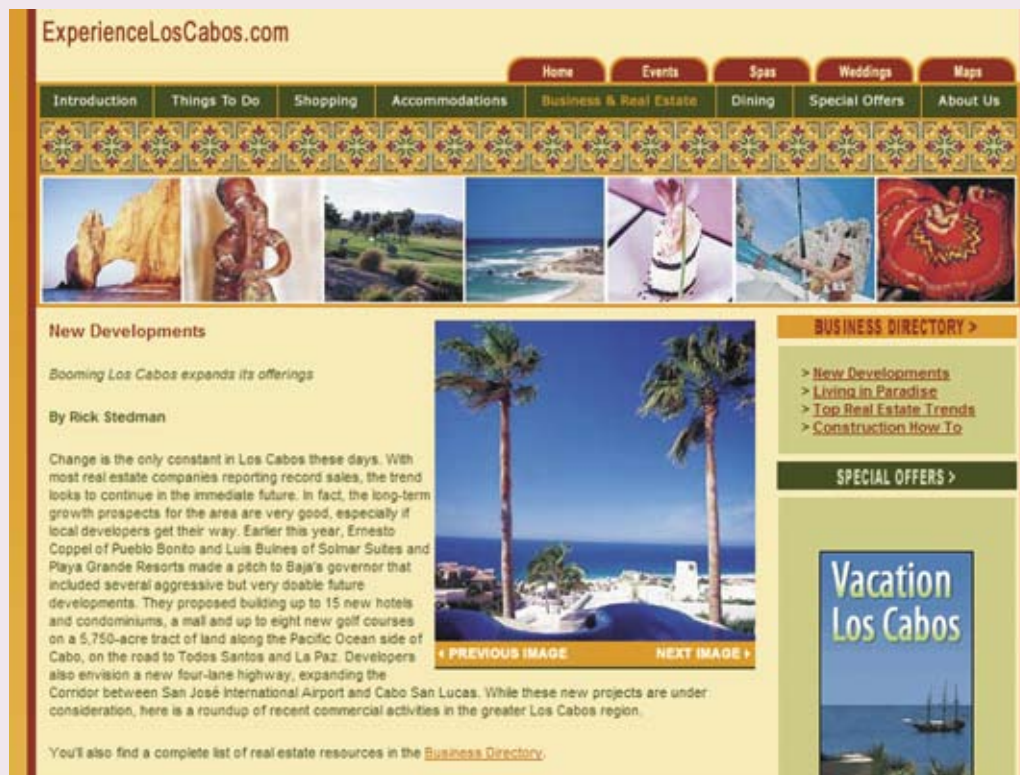 ExperienceLosCabos.com
Home Events Spas Weddings Maps
Introduction Things To Do Shopping Accommodations Business & Real Estate Dining Special Offers About Us
New Developments
Booming Los Cabos expands its offerings
By Rick Stedman
Change is the only constant in Los Cabos these days. With
most real estate companies reporting record sales, the trend
looks to continue in the immediate future. In fact, the long-term
growth prospects for the area are very good, especially if
local developers get their way. Earlier this year, Ernesto
Coppel of Pueblo Bonito and Luis Bulnes of Solmar Suites and
Playa Grande Resorts made a pitch to Baja's governor that
included several aggressive but very doable future
developments. They proposed building up to 15 new hotels
and condominiums, a mall and up to eight new golf courses
on a 5,750-acre tract of land along the Pacific Ocean side of
Cabo, on the road to Todos Santos and La Paz. Developers
also envision a new four-lane highway, expanding the
Corridor between San José International Airport and Cabo San Lucas. While these new projects are under
consideration, here is a roundup of recent commercial activities in the greater Los Cabos region.
You'll also find a complete list of real estate resources in the Business Directory.
PREVIOUS IMAGE NEXT IMAGE
BUSINESS DIRECTORY >
> New Developments
> Living in Paradise
> Top Real Estate Trends
> Construction How To
SPECIAL OFFERS >
Vacation
Los Cabos